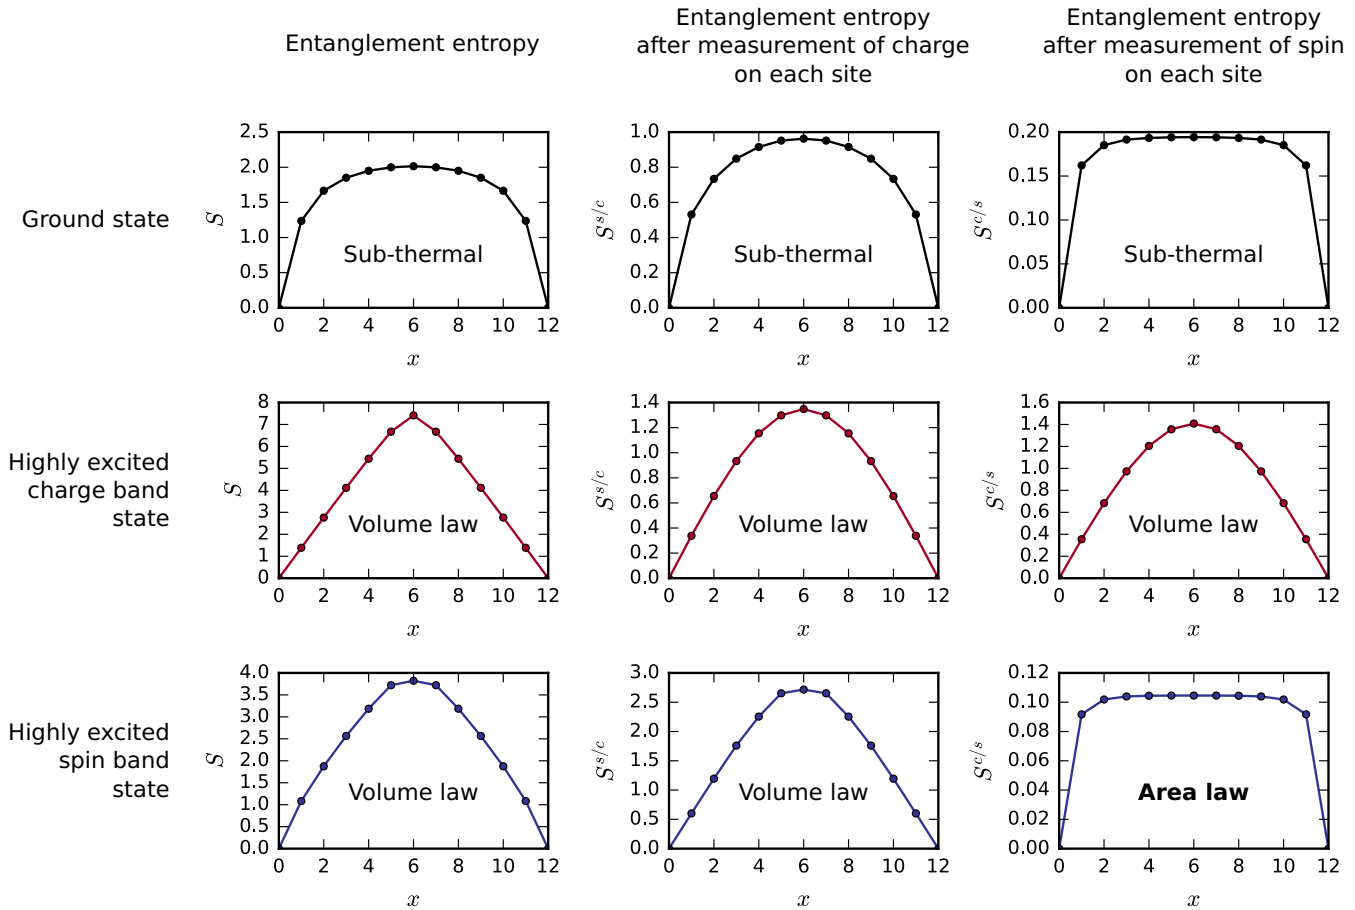 Entanglement entropy
Entanglement entropy
after measurement of charge
on each site
Entanglement entropy
after measurement of spin
on each site
Ground state
S
2.5
2.0
1.5
1.0
0.5
0.0
Sub-thermal
0 2 4 6 8 10 12
x
S^{s/c}
1.0
0.8
0.6
0.4
0.2
0.0
Sub-thermal
0 2 4 6 8 10 12
x
S^{c/s}
0.20
0.15
0.10
0.05
0.00
Sub-thermal
0 2 4 6 8 10 12
x
Highly excited
charge band
state
S
8
7
6
5
4
3
2
1
0
Volume law
0 2 4 6 8 10 12
x
S^{s/c}
1.4
1.2
1.0
0.8
0.6
0.4
0.2
0.0
Volume law
0 2 4 6 8 10 12
x
S^{c/s}
1.6
1.4
1.2
1.0
0.8
0.6
0.4
0.2
0.0
Volume law
0 2 4 6 8 10 12
x
Highly excited
spin band
state
S
4.0
3.5
3.0
2.5
2.0
1.5
1.0
0.5
0.0
Volume law
0 2 4 6 8 10 12
x
S^{s/c}
3.0
2.5
2.0
1.5
1.0
0.5
0.0
Volume law
0 2 4 6 8 10 12
x
S^{c/s}
0.12
0.10
0.08
0.06
0.04
0.02
0.00
Area law
0 2 4 6 8 10 12
x